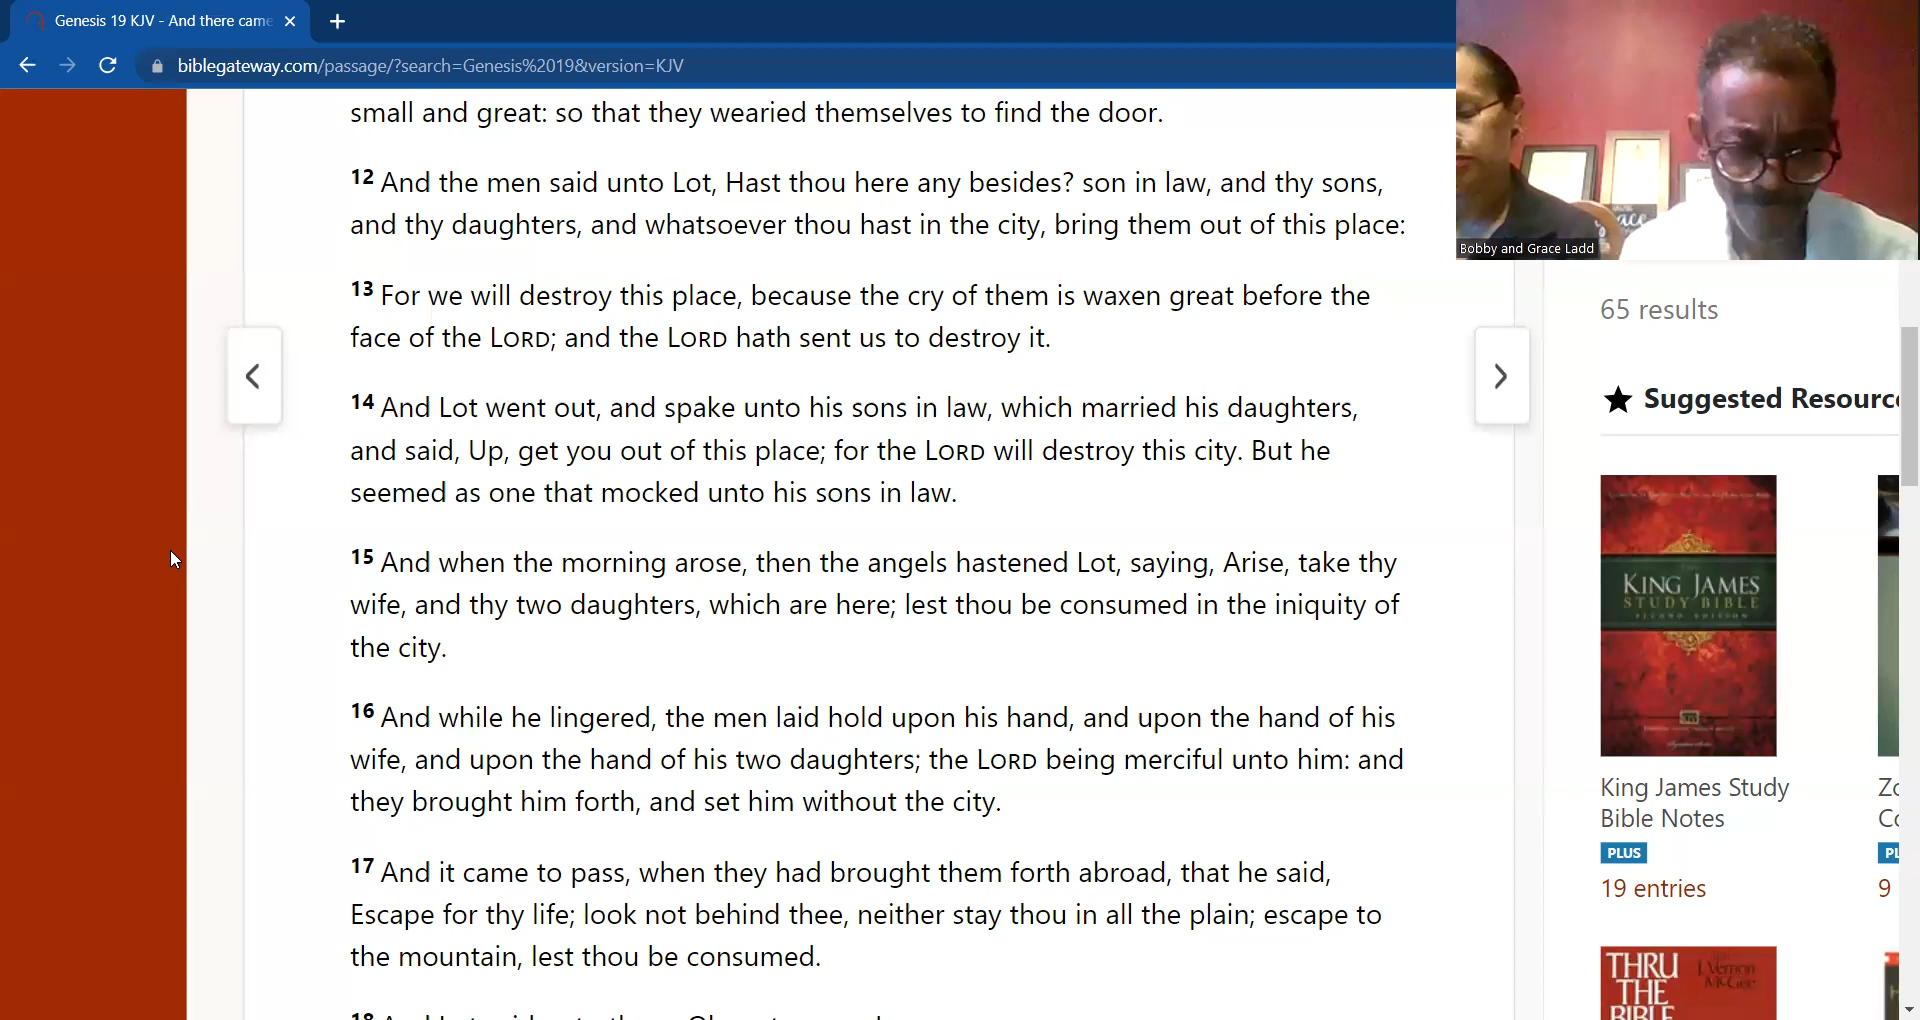 Genesis 19 KJV - And there came
biblegateway.com/passage/?search=Genesis%2019&version=KJV
small and great: so that they wearied themselves to find the door.
12 And the men said unto Lot, Hast thou here any besides? son in law, and thy sons,
and thy daughters, and whatsoever thou hast in the city, bring them out of this place:
13 For we will destroy this place, because the cry of them is waxen great before the
face of the LORD; and the LORD hath sent us to destroy it.
14 And Lot went out, and spake unto his sons in law, which married his daughters,
and said, Up, get you out of this place; for the LORD will destroy this city. But he
seemed as one that mocked unto his sons in law.
15 And when the morning arose, then the angels hastened Lot, saying, Arise, take thy
wife, and thy two daughters, which are here; lest thou be consumed in the iniquity of
the city.
16 And while he lingered, the men laid hold upon his hand, and upon the hand of his
wife, and upon the hand of his two daughters; the LORD being merciful unto him: and
they brought him forth, and set him without the city.
17 And it came to pass, when they had brought them forth abroad, that he said,
Escape for thy life; look not behind thee, neither stay thou in all the plain; escape to
the mountain, lest thou be consumed.
Bobby and Grace Ladd
65 results
Suggested Resourc
KING JAMES
STUDY BIBLE
SECOND EDITION
King James Study
Bible Notes
PLUS
19 entries
Zo
Co
PL
9
THRU
THE
BIBLE
J. Vernon
McGee